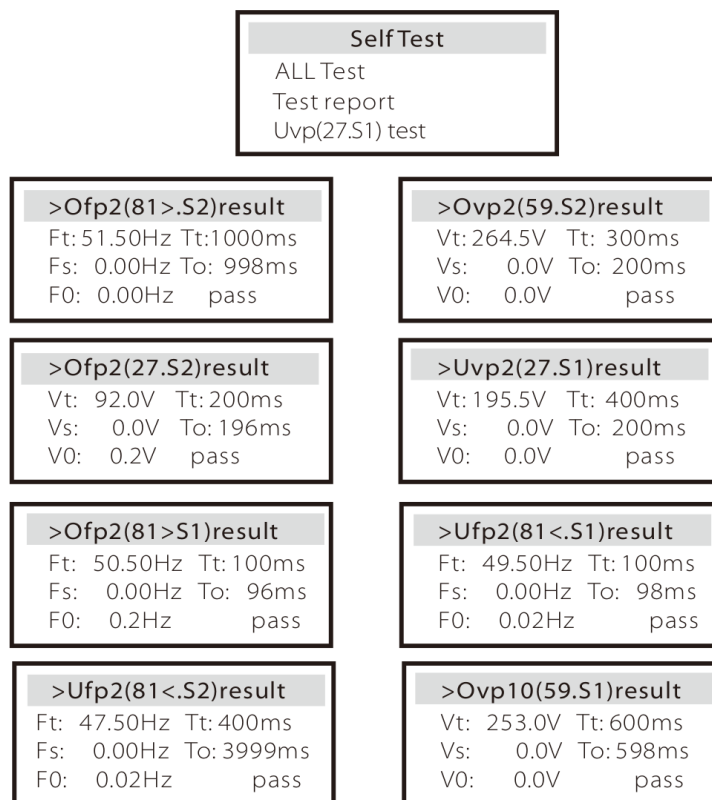 Self Test
ALL Test
Test report
Uvp(27.S1) test
>Ofp2(81>.S2)result
Ft: 51.50Hz Tt:1000ms
Fs: 0.00Hz To: 998ms
F0: 0.00Hz pass
>Ovp2(59.S2)result
Vt: 264.5V Tt: 300ms
Vs: 0.0V To: 200ms
V0: 0.0V pass
>Ofp2(27.S2)result
Vt: 92.0V Tt: 200ms
Vs: 0.0V To: 196ms
V0: 0.2V pass
>Uvp2(27.S1)result
Vt: 195.5V Tt: 400ms
Vs: 0.0V To: 200ms
V0: 0.0V pass
>Ofp2(81>S1)result
Ft: 50.50Hz Tt: 100ms
Fs: 0.00Hz To: 96ms
F0: 0.2Hz pass
>Ufp2(81<.S1)result
Ft: 49.50Hz Tt: 100ms
Fs: 0.00Hz To: 98ms
F0: 0.02Hz pass
>Ufp2(81<.S2)result
Ft: 47.50Hz Tt: 400ms
Fs: 0.00Hz To: 3999ms
F0: 0.02Hz pass
>Ovp10(59.S1)result
Vt: 253.0V Tt: 600ms
Vs: 0.0V To: 598ms
V0: 0.0V pass